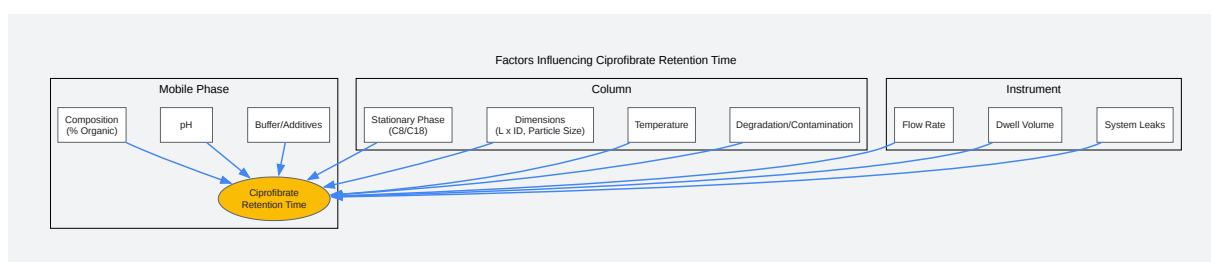 Factors Influencing Ciprofibrate Retention Time
Mobile Phase
Composition
(% Organic)
pH
Buffer/Additives
Column
Stationary Phase
(C8/C18)
Dimensions
(L x ID, Particle Size)
Temperature
Degradation/Contamination
Instrument
Flow Rate
Dwell Volume
System Leaks
Ciprofibrate
Retention Time